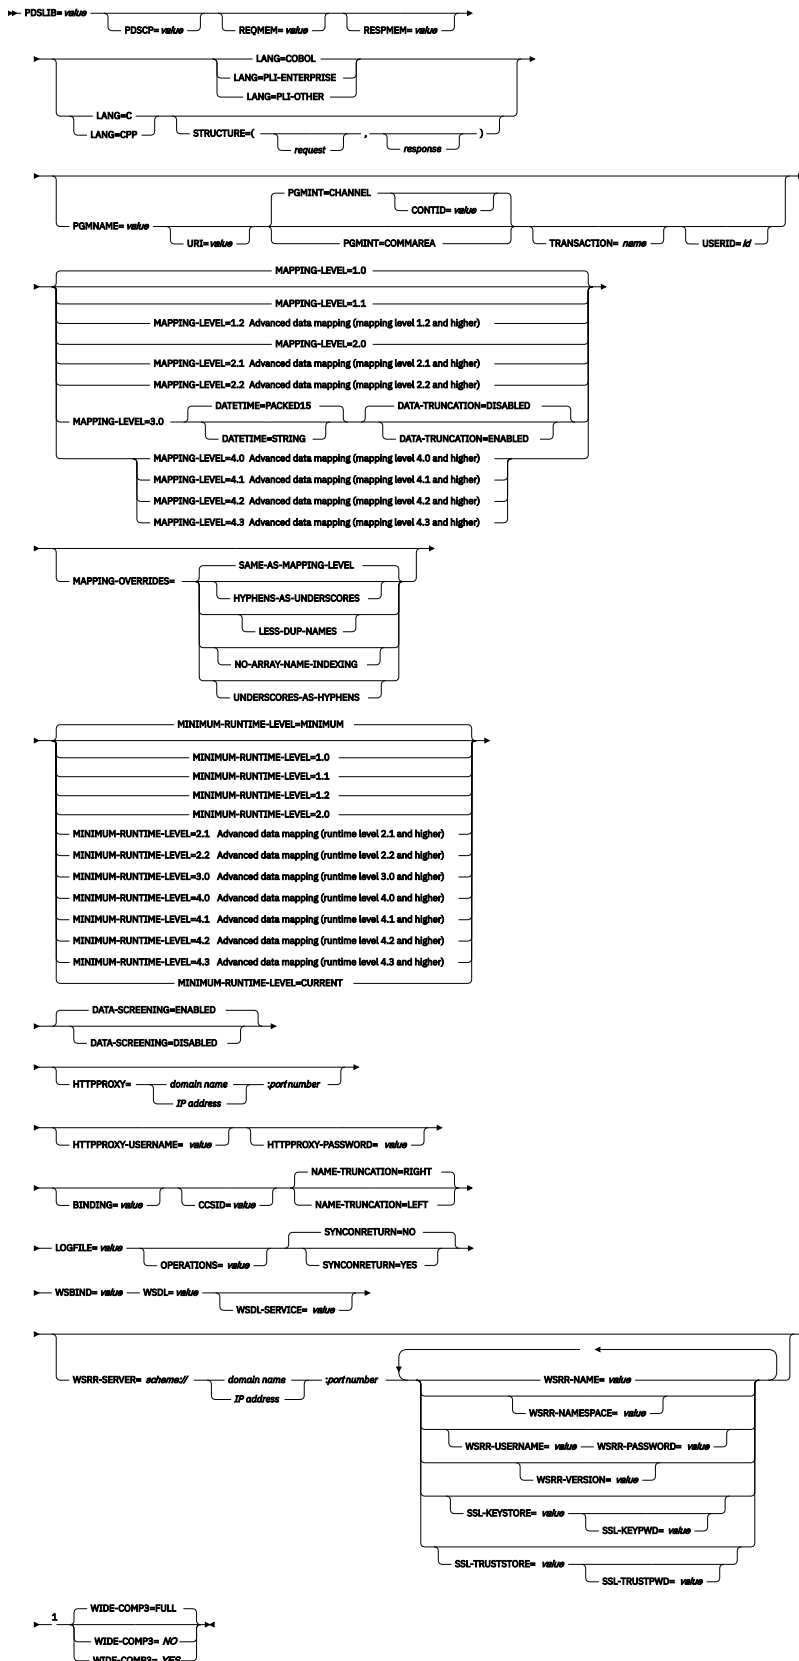 PDSLIB= value
PDSCP= value REQMEM= value RESPMEM= value
LANG=COBOL
LANG=PLI-ENTERPRISE
LANG=PLI-OTHER
LANG=C
LANG=CPP STRUCTURE=( request , response )
PGMINT=CHANNEL
CONTID= value
PGMNAME= value
URI= value PGMINT=COMMAREA TRANSACTION= name USERID= id
MAPPING-LEVEL=1.0
MAPPING-LEVEL=1.1
MAPPING-LEVEL=1.2 Advanced data mapping (mapping level 1.2 and higher)
MAPPING-LEVEL=2.0
MAPPING-LEVEL=2.1 Advanced data mapping (mapping level 2.1 and higher)
MAPPING-LEVEL=2.2 Advanced data mapping (mapping level 2.2 and higher)
DATETIME=PACKED15 DATA-TRUNCATION=DISABLED
MAPPING-LEVEL=3.0
DATETIME=STRING DATA-TRUNCATION=ENABLED
MAPPING-LEVEL=4.0 Advanced data mapping (mapping level 4.0 and higher)
MAPPING-LEVEL=4.1 Advanced data mapping (mapping level 4.1 and higher)
MAPPING-LEVEL=4.2 Advanced data mapping (mapping level 4.2 and higher)
MAPPING-LEVEL=4.3 Advanced data mapping (mapping level 4.3 and higher)
SAME-AS-MAPPING-LEVEL
MAPPING-OVERRIDES=
HYPHENS-AS-UNDERSCORES
LESS-DUP-NAMES
NO-ARRAY-NAME-INDEXING
UNDERSCORES-AS-HYPHENS
MINIMUM-RUNTIME-LEVEL=MINIMUM
MINIMUM-RUNTIME-LEVEL=1.0
MINIMUM-RUNTIME-LEVEL=1.1
MINIMUM-RUNTIME-LEVEL=1.2
MINIMUM-RUNTIME-LEVEL=2.0
MINIMUM-RUNTIME-LEVEL=2.1 Advanced data mapping (runtime level 2.1 and higher)
MINIMUM-RUNTIME-LEVEL=2.2 Advanced data mapping (runtime level 2.2 and higher)
MINIMUM-RUNTIME-LEVEL=3.0 Advanced data mapping (runtime level 3.0 and higher)
MINIMUM-RUNTIME-LEVEL=4.0 Advanced data mapping (runtime level 4.0 and higher)
MINIMUM-RUNTIME-LEVEL=4.1 Advanced data mapping (runtime level 4.1 and higher)
MINIMUM-RUNTIME-LEVEL=4.2 Advanced data mapping (runtime level 4.2 and higher)
MINIMUM-RUNTIME-LEVEL=4.3 Advanced data mapping (runtime level 4.3 and higher)
MINIMUM-RUNTIME-LEVEL=CURRENT
DATA-SCREENING=ENABLED
DATA-SCREENING=DISABLED
HTTPPROXY= domain name :port number
IP address
HTTPPROXY-USERNAME= value HTTPPROXY-PASSWORD= value
NAME-TRUNCATION=RIGHT
BINDING= value CCSID= value NAME-TRUNCATION=LEFT
SYNCONRETURN=NO
LOGFILE= value
OPERATIONS= value SYNCONRETURN=YES
WSBIND= value WSDL= value
WSDL-SERVICE= value
WSRR-SERVER= scheme:// domain name :port number WSRR-NAME= value
IP address
WSRR-NAMESPACE= value
WSRR-USERNAME= value WSRR-PASSWORD= value
WSRR-VERSION= value
SSL-KEYSTORE= value
SSL-KEYPWD= value
SSL-TRUSTSTORE= value
SSL-TRUSTPWD= value
WIDE-COMP3=FULL
1
WIDE-COMP3= NO
WIDE-COMP3= YES